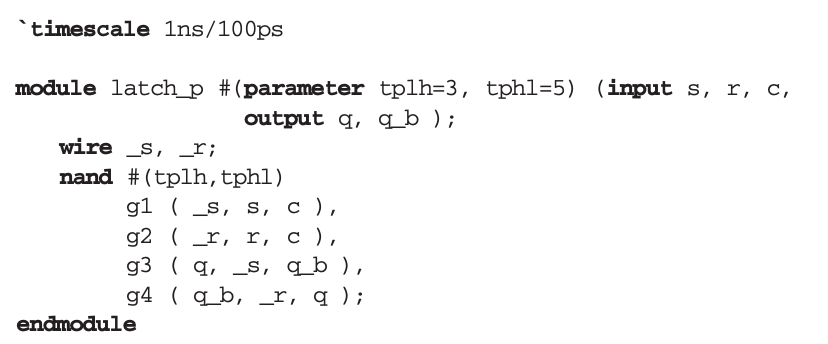 `timescale 1ns/100ps
module latch_p #(parameter tplh=3, tphl=5) (input s, r, c,
output q, q_b );
wire _s, _r;
nand #(tplh,tphl)
g1 ( _s, s, c ),
g2 ( _r, r, c ),
g3 ( q, _s, q_b ),
g4 ( q_b, _r, q );
endmodule